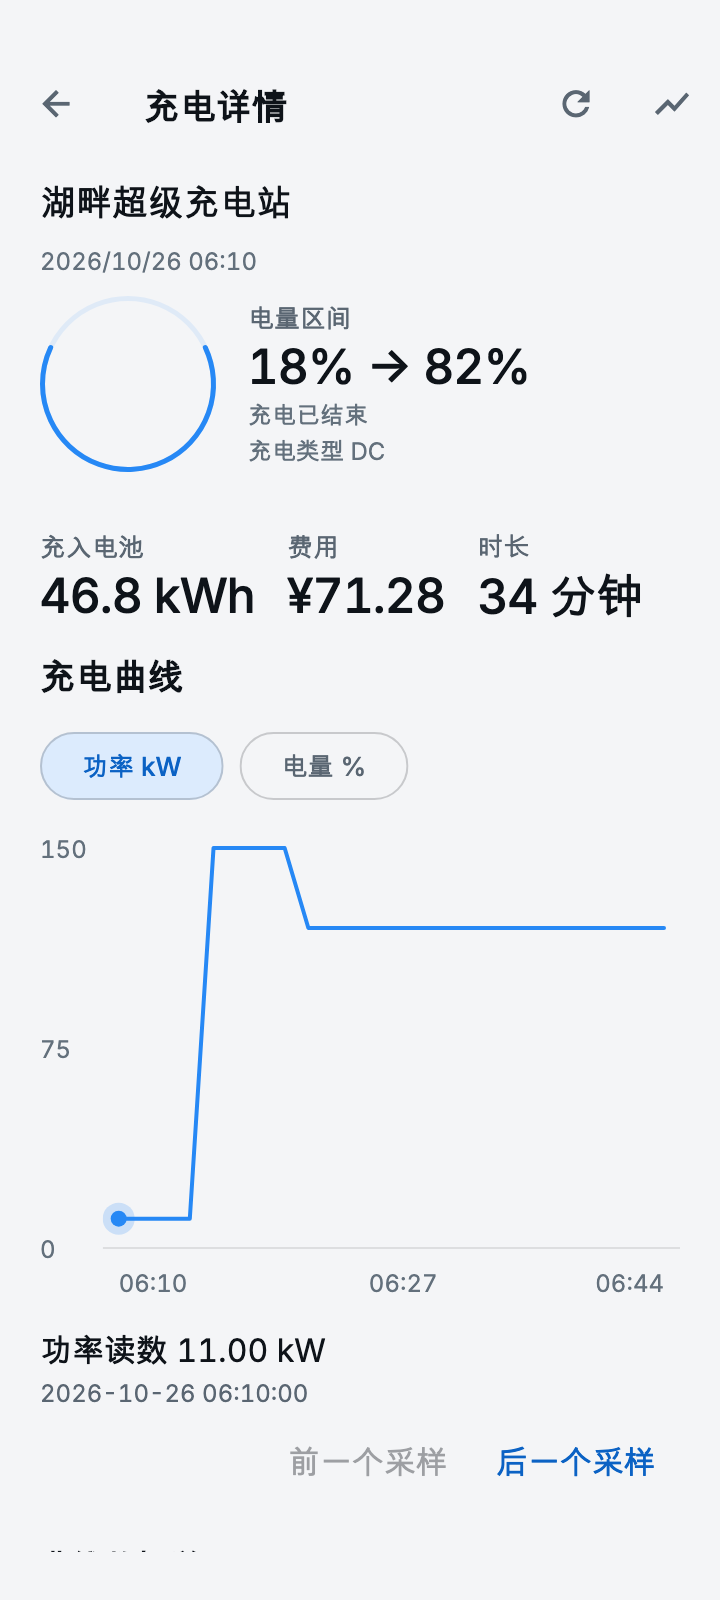 充电详情
湖畔超级充电站
2026/10/26 06:10
电量区间
18% → 82%
充电已结束
充电类型 DC
充入电池 费用 时长
46.8 kWh ¥71.28 34 分钟
充电曲线
功率 kW 电量 %
150
75
0
06:10 06:27 06:44
功率读数 11.00 kW
2026-10-26 06:10:00
前一个采样 后一个采样